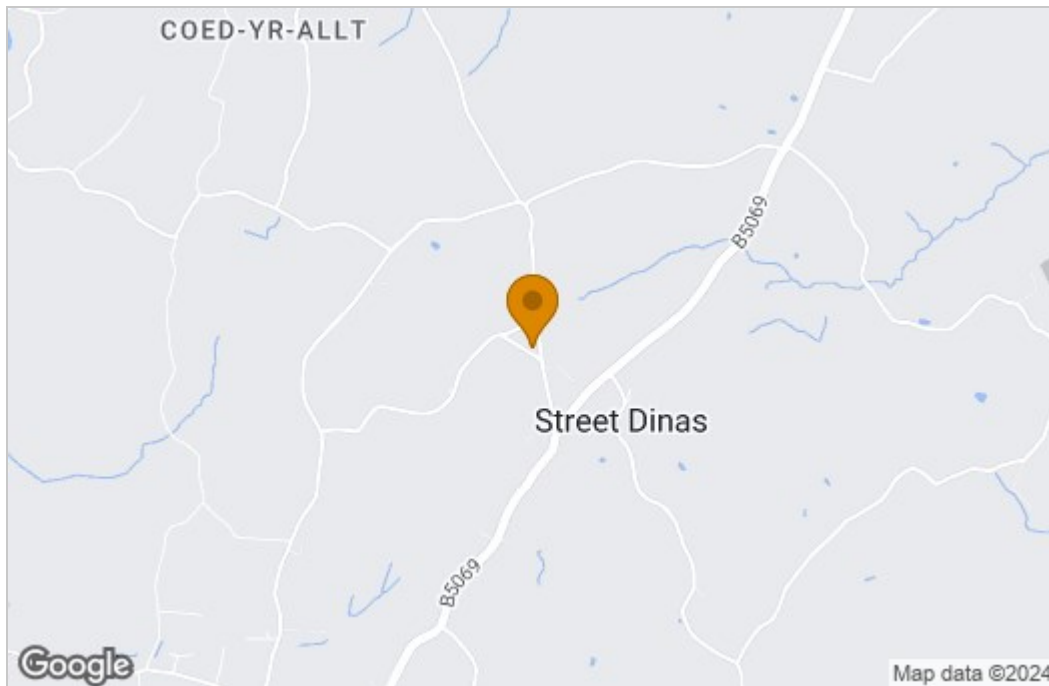 COED-YR-ALLT
B5069
Street Dinas
B5069
Google
Map data ©2024